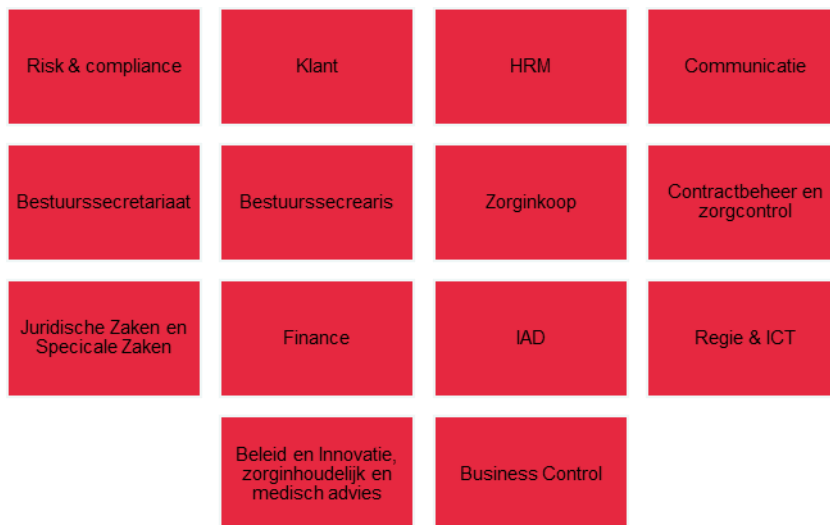 Risk & compliance
Klant
HRM
Communicatie
Bestuurssecretariaat
Bestuurssecrearis
Zorginkoop
Contractbeheer en
zorgcontrol
Juridische Zaken en
Specicale Zaken
Finance
IAD
Regie & ICT
Beleid en Innovatie,
zorginhoudelijk en
medisch advies
Business Control